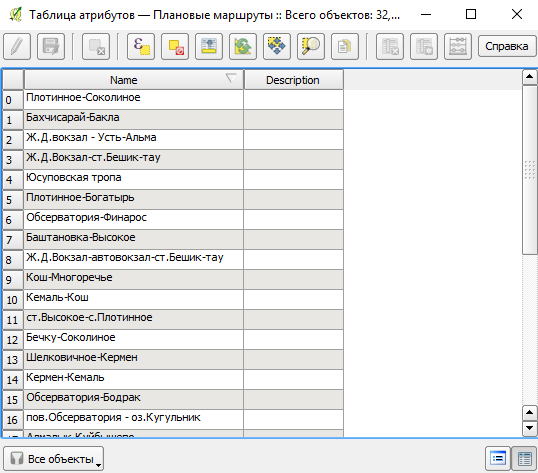 Таблица атрибутов — Плановые маршруты :: Всего объектов: 32,...
Справка
Name Description
0 Плотинное-Соколиное
1 Бахчисарай-Бакла
2 Ж.Д.вокзал - Усть-Альма
3 Ж.Д.Вокзал-ст.Бешик-тау
4 Юсуповская тропа
5 Плотинное-Богатырь
6 Обсерватория-Финарос
7 Баштановка-Высокое
8 Ж.Д.Вокзал-автовокзал-ст.Бешик-тау
9 Кош-Многоречье
10 Кемаль-Кош
11 ст.Высокое-с.Плотинное
12 Бечку-Соколиное
13 Шелковичное-Кермен
14 Кермен-Кемаль
15 Обсерватория-Бодрак
16 пов.Обсерватория - оз.Кугульник
Все объекты